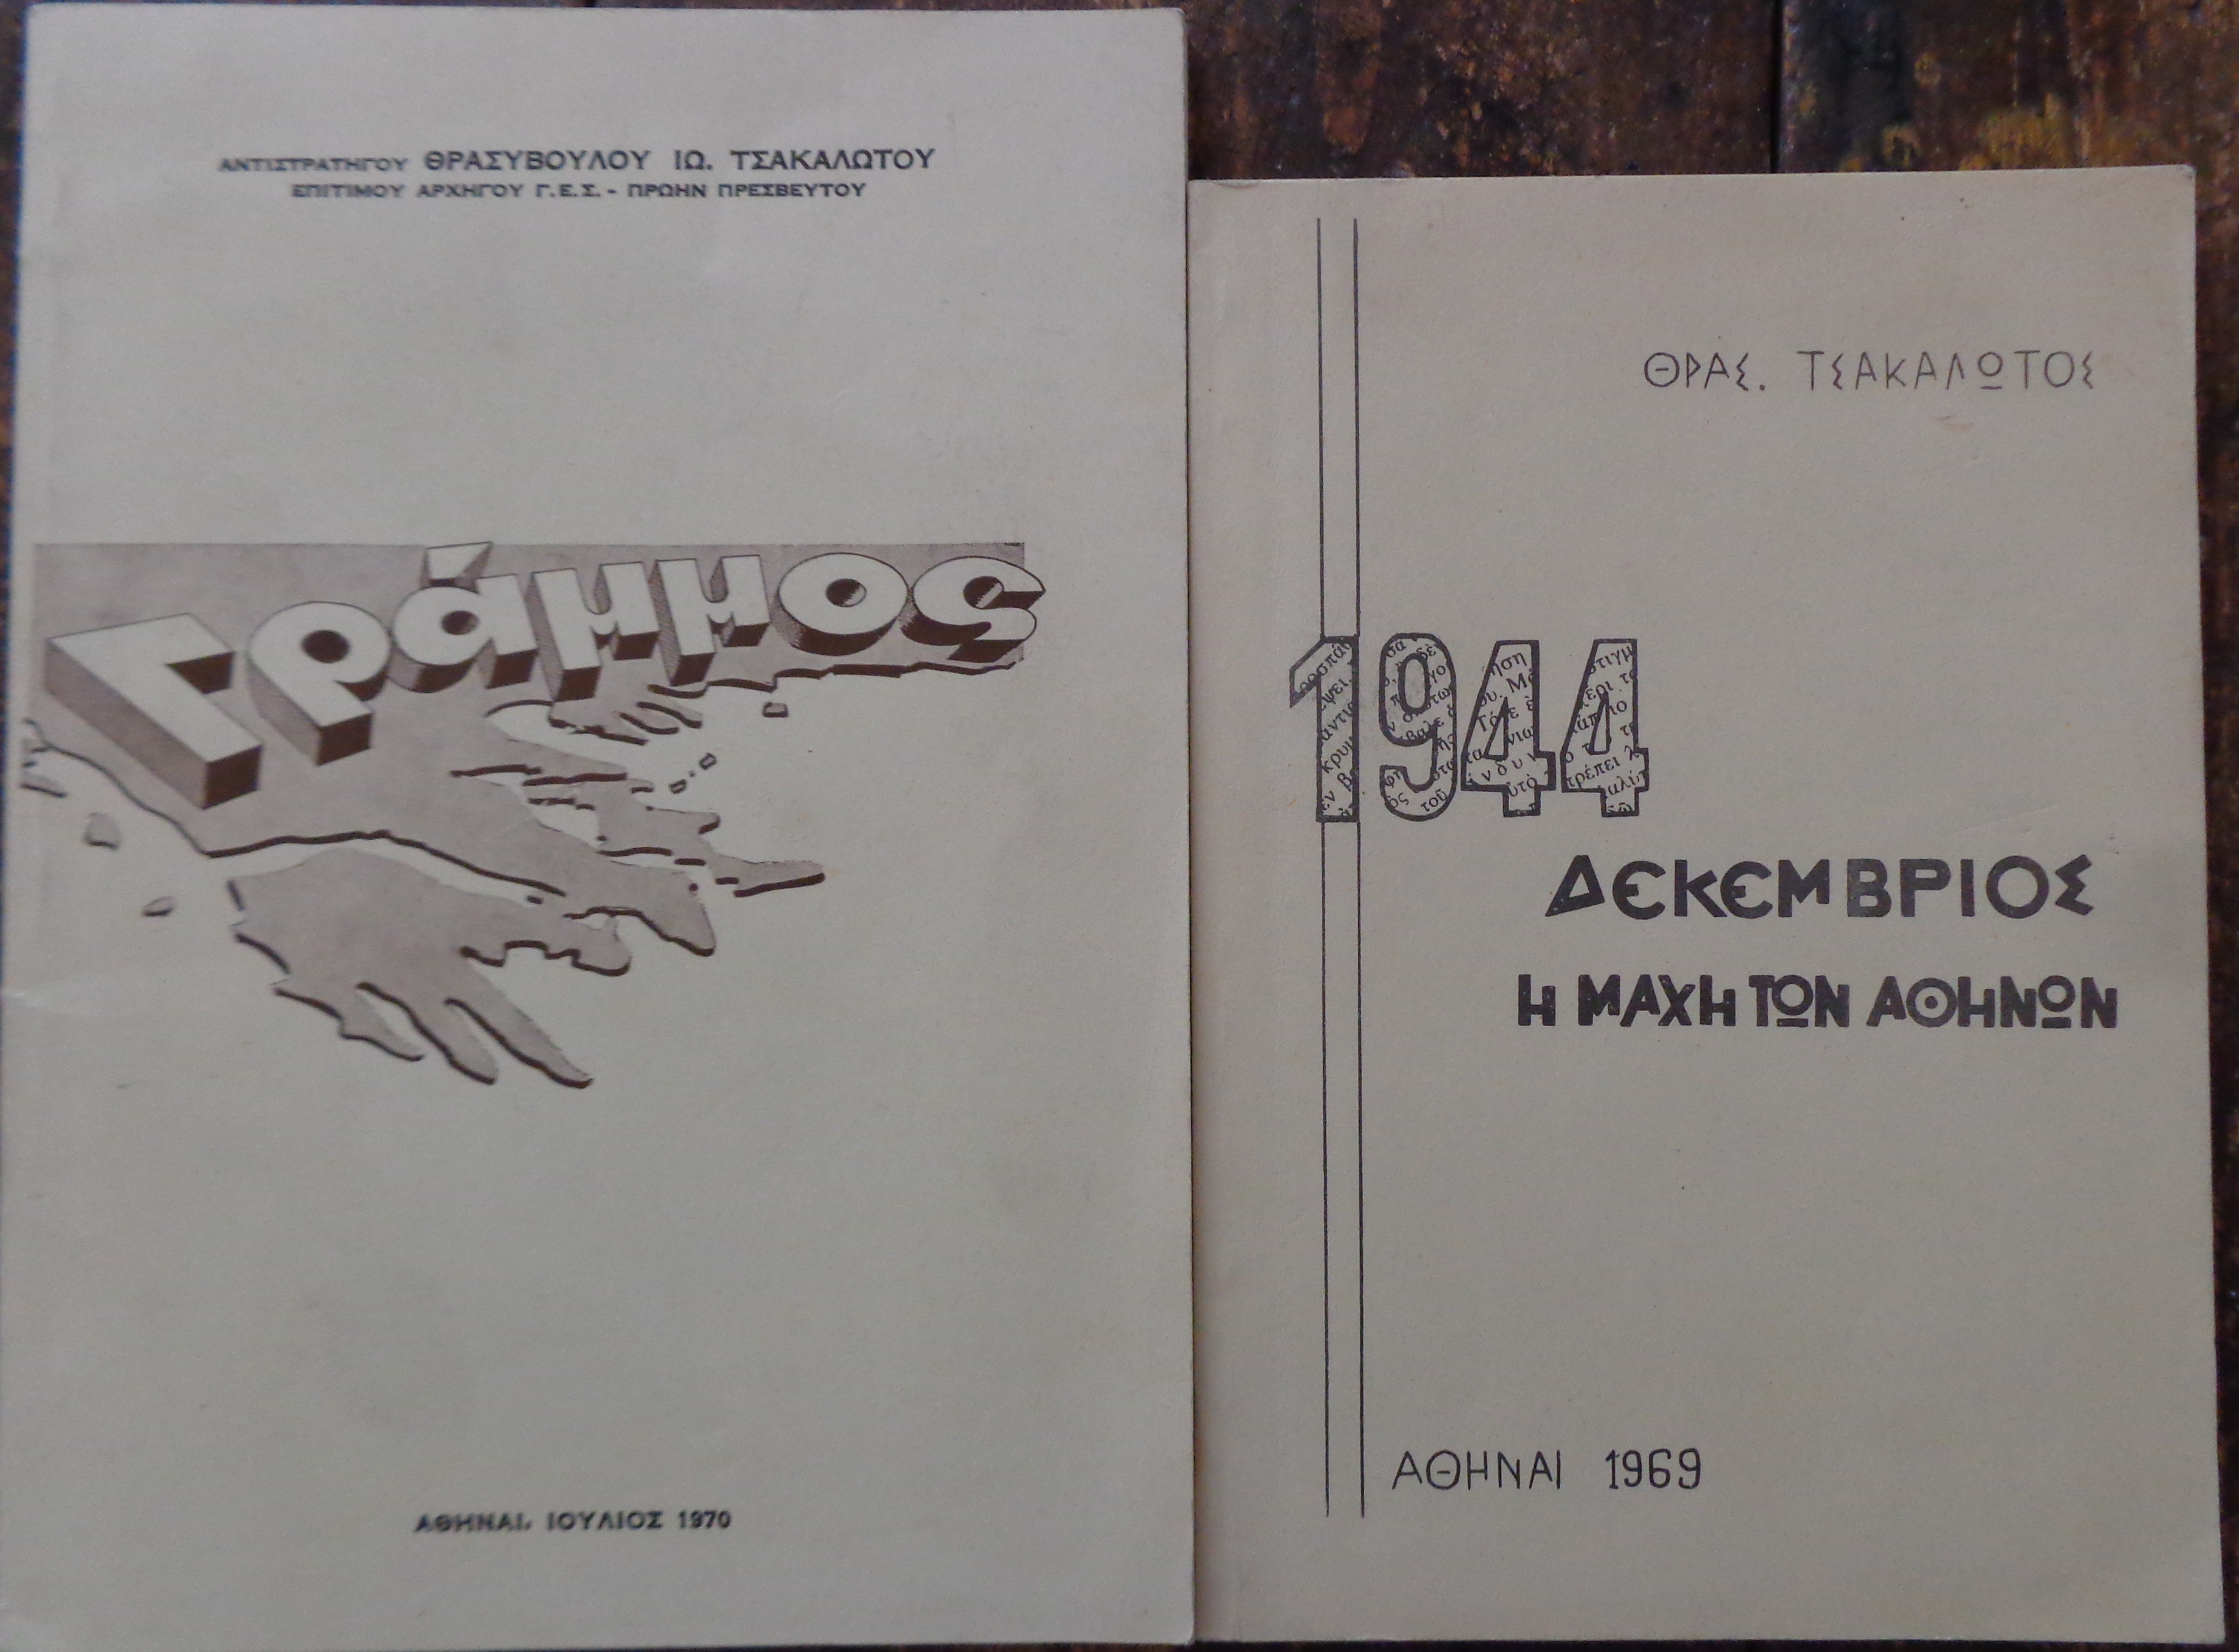 ΑΝΤΙΣΤΡΑΤΗΓΟΥ ΘΡΑΣΥΒΟΥΛΟΥ ΙΩ. ΤΣΑΚΑΛΩΤΟΥ
ΕΠΙΤΙΜΟΥ ΑΡΧΗΓΟΥ Γ.Ε.Σ. - ΠΡΩΗΝ ΠΡΕΣΒΕΥΤΟΥ
Γράμμος
ΑΘΗΝΑΙ, ΙΟΥΛΙΟΣ 1970
ΘΡΑΣ. ΤΣΑΚΑΛΩΤΟΣ
1944
ΔΕΚΕΜΒΡΙΟΣ
Η ΜΑΧΗ ΤΩΝ ΑΘΗΝΩΝ
ΑΘΗΝΑΙ 1969